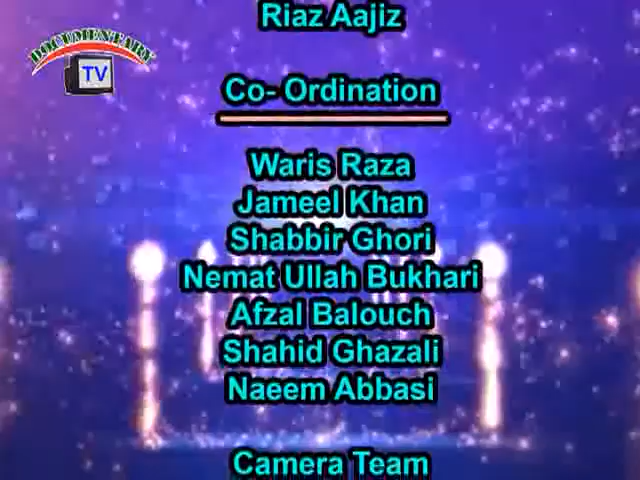 Riaz Aajiz
DOCUMENTARY
TV
Co- Ordination
Waris Raza
Jameel Khan
Shabbir Ghori
Nemat Ullah Bukhari
Afzal Balouch
Shahid Ghazali
Naeem Abbasi
Camera Team